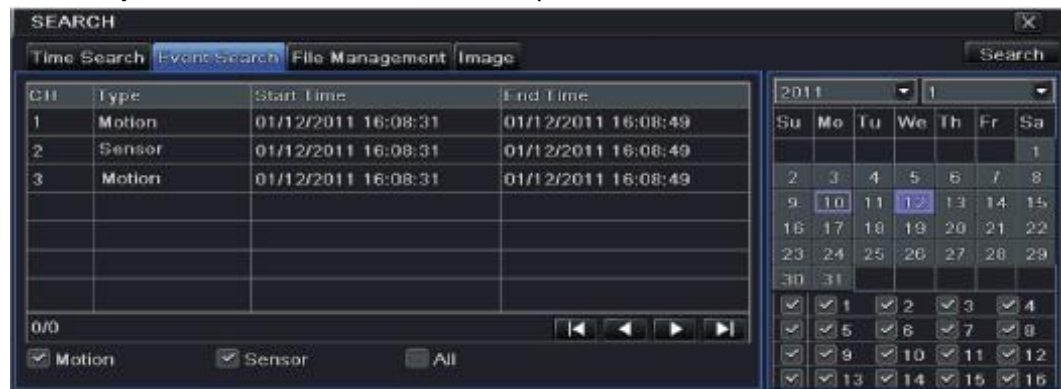 SEARCH
Time Search Event Search File Management Image Search
CH Type Start Time End Time
1 Motion 01/12/2011 16:08:31 01/12/2011 16:08:49
2 Sensor 01/12/2011 16:08:31 01/12/2011 16:08:49
3 Motion 01/12/2011 16:08:31 01/12/2011 16:08:49
0/0
Motion Sensor All
2011 1
Su Mo Tu We Th Fr Sa
1
2 3 4 5 6 7 8
9 10 11 12 13 14 15
16 17 18 19 20 21 22
23 24 25 26 27 28 29
30 31
1 2 3 4
5 6 7 8
9 10 11 12
13 14 15 16